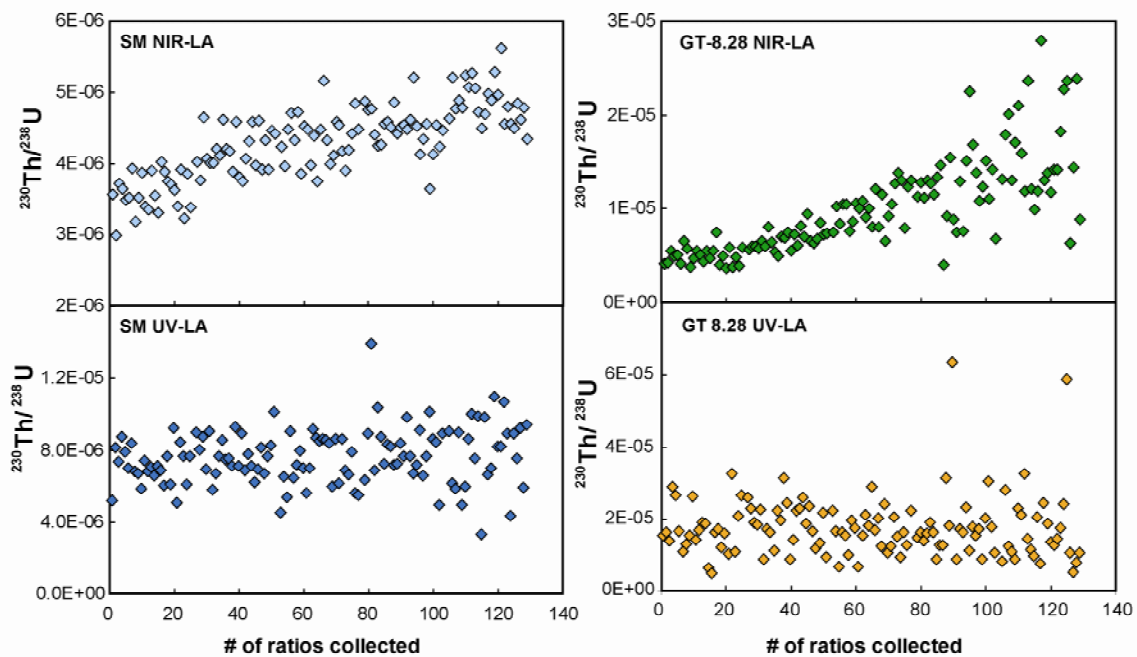 SM NIR-LA
6E-06
5E-06
4E-06
3E-06
2E-06
230Th/238U
GT-8.28 NIR-LA
3E-05
2E-05
1E-05
0E+00
230Th/ 238U
SM UV-LA
1.2E-05
8.0E-06
4.0E-06
0.0E+00
230Th/ 238U
0 20 40 60 80 100 120 140
# of ratios collected
GT 8.28 UV-LA
6E-05
4E-05
2E-05
0E+00
230Th/ 238U
0 20 40 60 80 100 120 140
# of ratios collected